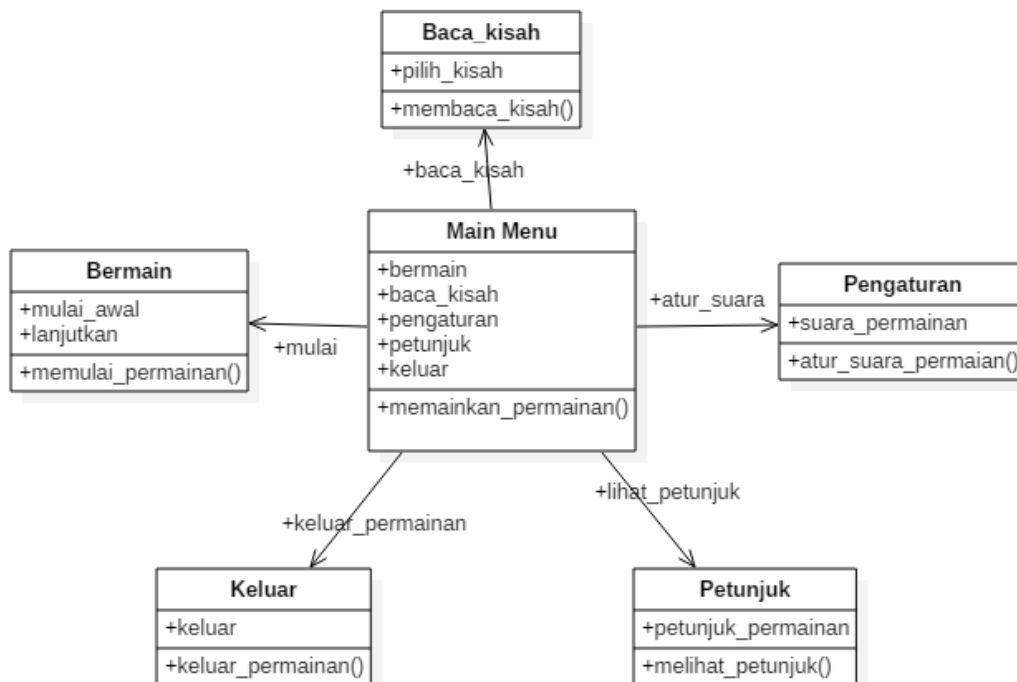 Baca_kisah
+pilih_kisah
+membaca_kisah()
+baca_kisah
Main Menu
+bermain
+baca_kisah
+pengaturan
+petunjuk
+keluar
+memainkan_permainan()
Bermain
+mulai_awal
+lanjutkan
+memulai_permainan()
+mulai
+atur_suara
Pengaturan
+suara_permainan
+atur_suara_permaian()
+keluar_permainan
+lihat_petunjuk
Keluar
+keluar
+keluar_permainan()
Petunjuk
+petunjuk_permainan
+melihat_petunjuk()